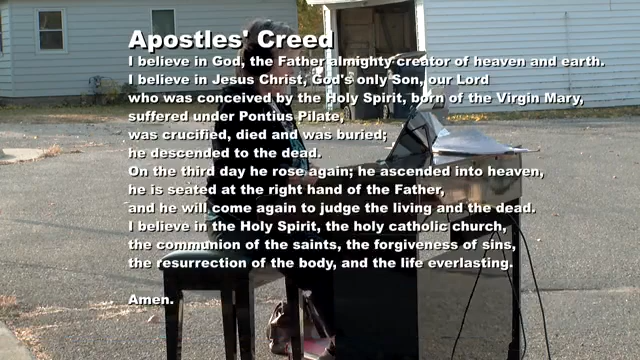 Apostles' Creed
I believe in God, the Father almighty creator of heaven and earth.
I believe in Jesus Christ, God's only Son, our Lord
who was conceived by the Holy Spirit, born of the Virgin Mary,
suffered under Pontius Pilate,
was crucified, died and was buried;
he descended to the dead.
On the third day he rose again; he ascended into heaven,
he is seated at the right hand of the Father,
and he will come again to judge the living and the dead.
I believe in the Holy Spirit, the holy catholic church,
the communion of the saints, the forgiveness of sins,
the resurrection of the body, and the life everlasting.
Amen.